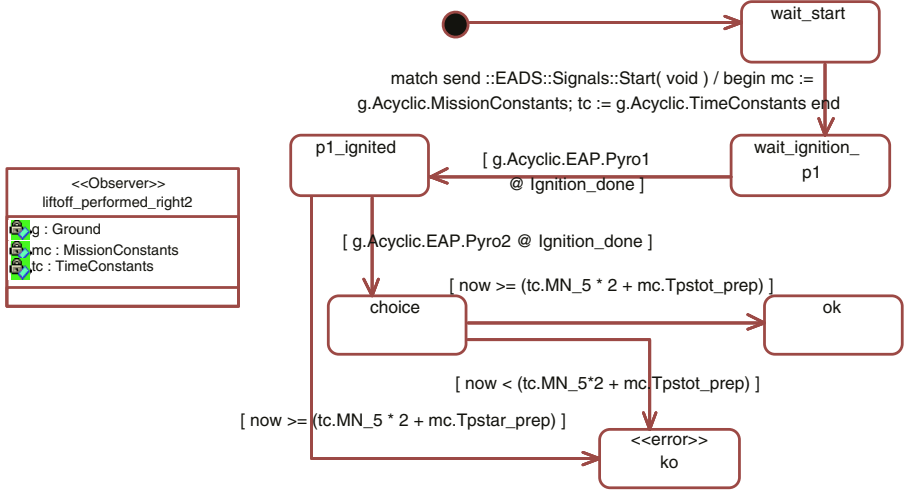 wait_start
match send ::EADS::Signals::Start( void ) / begin mc :=
g.Acyclic.MissionConstants; tc := g.Acyclic.TimeConstants end
p1_ignited
wait_ignition_
p1
[ g.Acyclic.EAP.Pyro1
@ Ignition_done ]
<<Observer>>
liftoff_performed_right2
g : Ground
mc : MissionConstants
tc : TimeConstants
[ g.Acyclic.EAP.Pyro2 @ Ignition_done ]
[ now >= (tc.MN_5 * 2 + mc.Tpstot_prep) ]
choice
ok
[ now < (tc.MN_5*2 + mc.Tpstot_prep) ]
[ now >= (tc.MN_5 * 2 + mc.Tpstar_prep) ]
<<error>>
ko